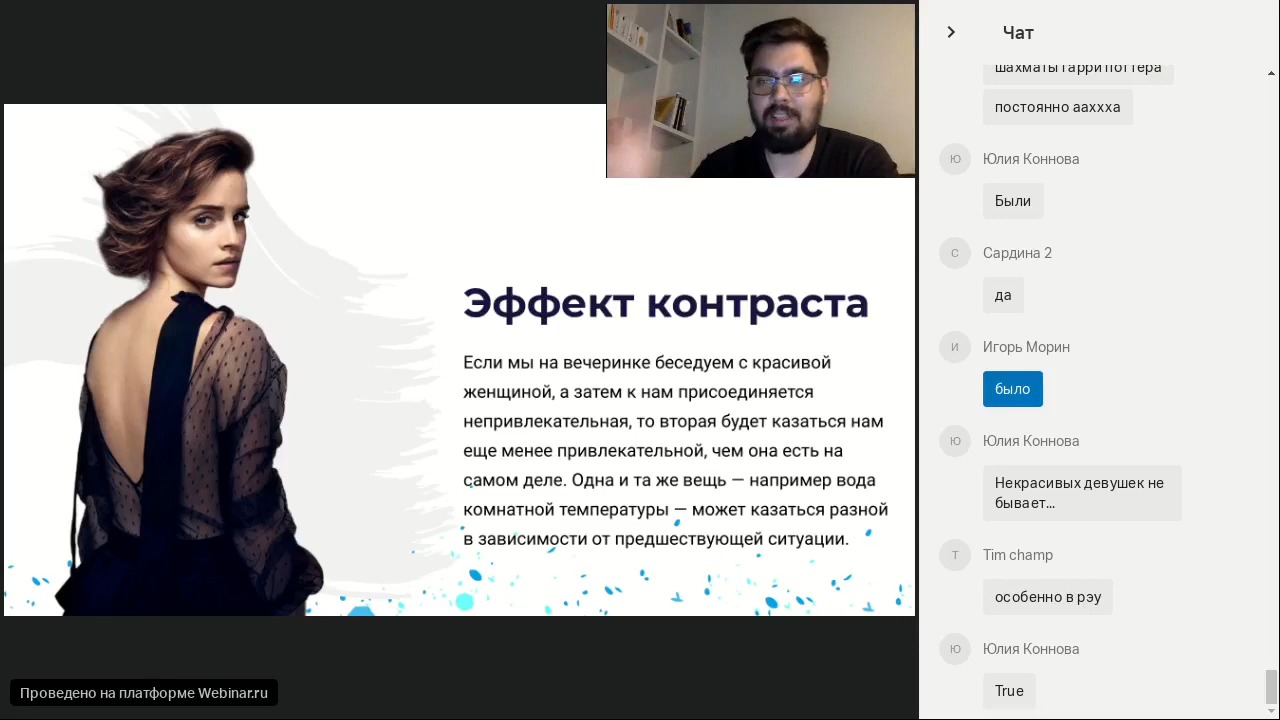 Эффект контраста
Если мы на вечеринке беседуем с красивой
женщиной, а затем к нам присоединяется
непривлекательная, то вторая будет казаться нам
еще менее привлекательной, чем она есть на
самом деле. Одна и та же вещь — например вода
комнатной температуры — может казаться разной
в зависимости от предшествующей ситуации.
Проведено на платформе Webinar.ru
Чат
шахматы гарри поттера
постоянно ааххха
Ю
Юлия Коннова
Были
С
Сардина 2
да
И
Игорь Морин
было
Ю
Юлия Коннова
Некрасивых девушек не
бывает...
T
Tim champ
особенно в рэу
Ю
Юлия Коннова
True